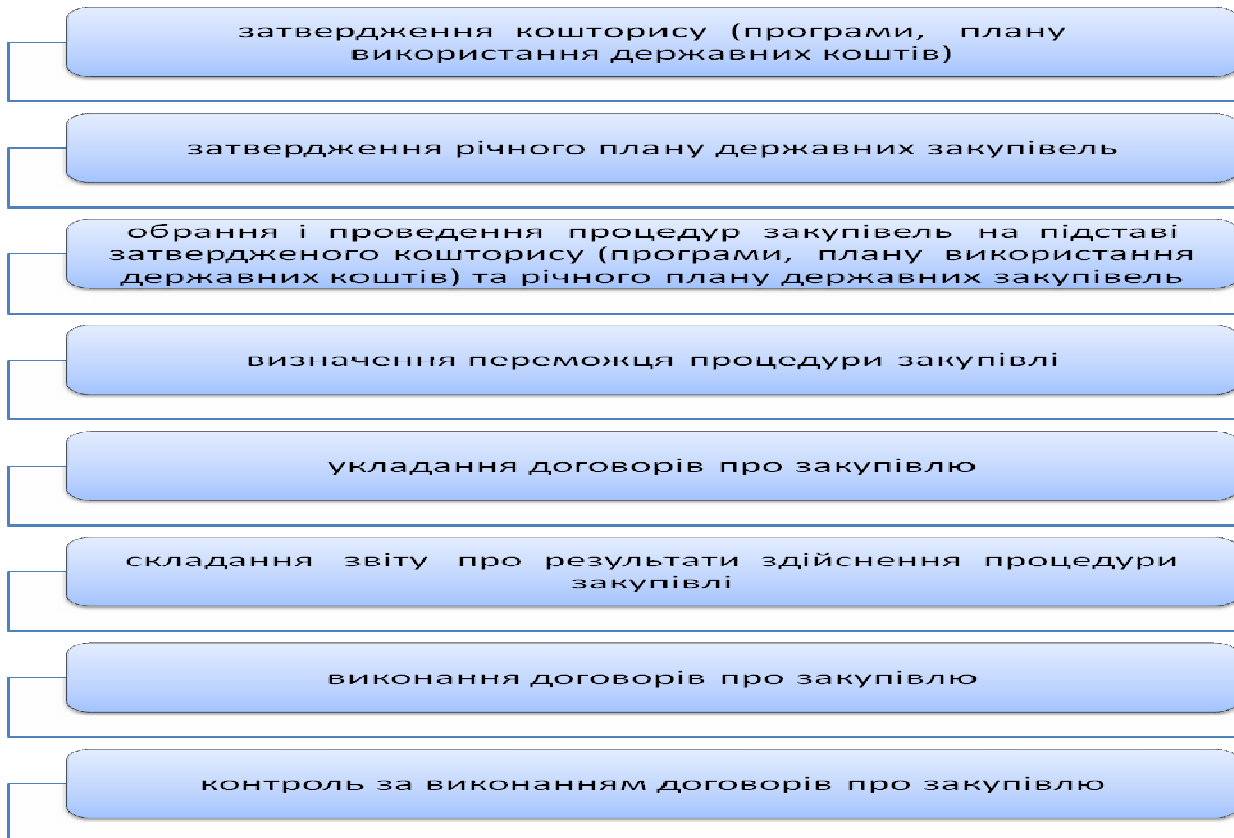 затвердження кошторису (програми, плану
використання державних коштів)
затвердження річного плану державних закупівель
обрання і проведення процедур закупівель на підставі
затвердженого кошторису (програми, плану використання
державних коштів) та річного плану державних закупівель
визначення переможця процедури закупівлі
укладання договорів про закупівлю
складання звіту про результати здійснення процедури
закупівлі
виконання договорів про закупівлю
контроль за виконанням договорів про закупівлю